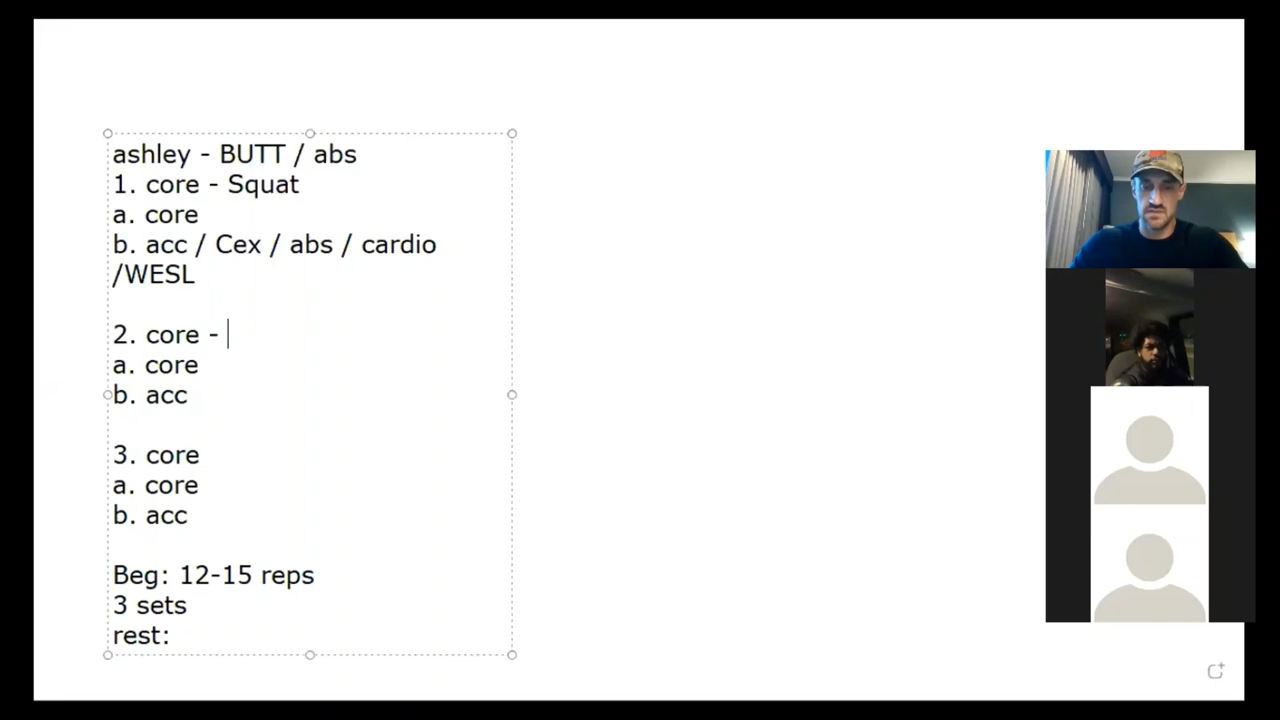 ashley - BUTT / abs
1. core - Squat
a. core
b. acc / Cex / abs / cardio
/WESL
2. core -
a. core
b. acc
3. core
a. core
b. acc
Beg: 12-15 reps
3 sets
rest: